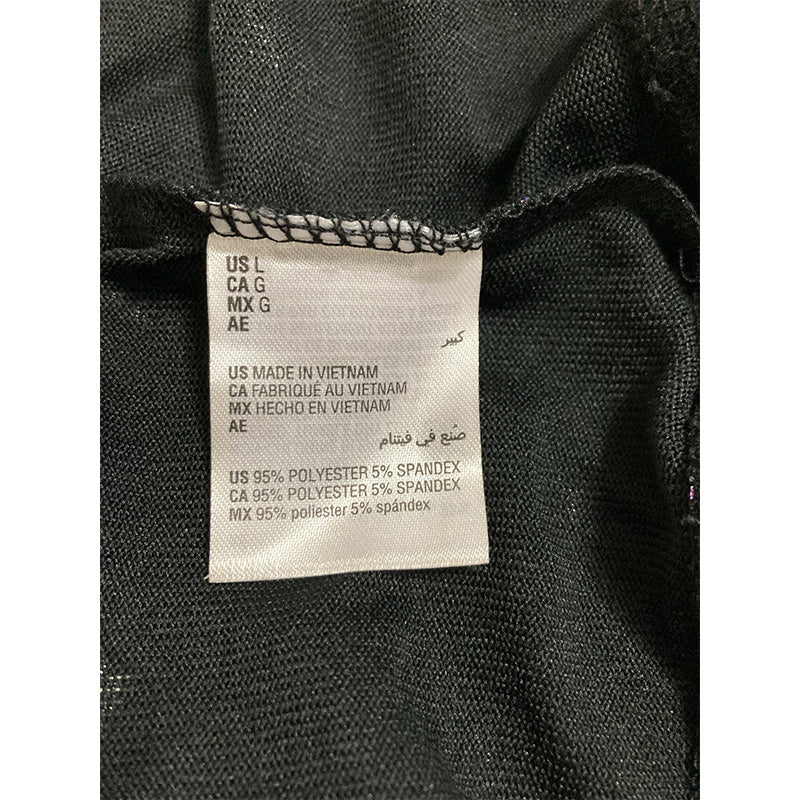 US L
CA G
MX G
AE
كبير
US MADE IN VIETNAM
CA FABRIQUÉ AU VIETNAM
MX HECHO EN VIETNAM
AE
صُنع في فيتنام
US 95% POLYESTER 5% SPANDEX
CA 95% POLYESTER 5% SPANDEX
MX 95% poliester 5% spándex